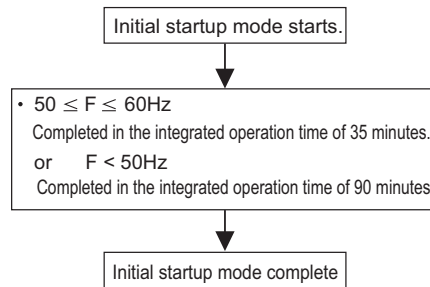 Initial startup mode starts.
• 50 ≤ F ≤ 60Hz
Completed in the integrated operation time of 35 minutes.
or F < 50Hz
Completed in the integrated operation time of 90 minutes
Initial startup mode complete